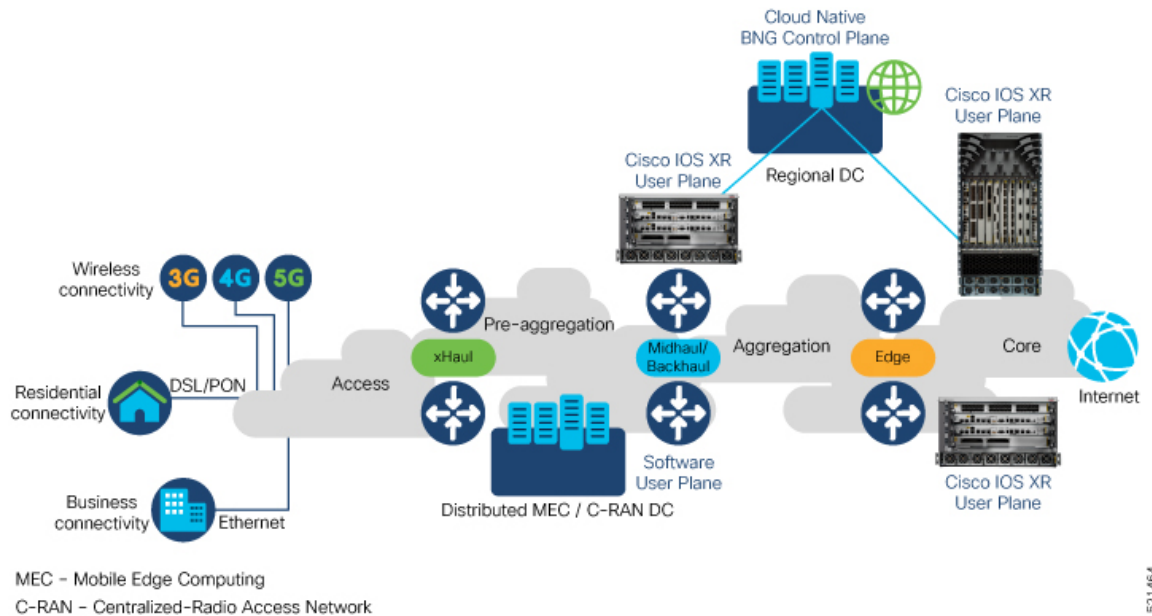 Cloud Native
BNG Control Plane
Cisco IOS XR
User Plane
Cisco IOS XR
User Plane
Regional DC
Wireless
connectivity
3G
4G
5G
Pre-aggregation
xHaul
Midhaul/
Backhaul
Aggregation
Edge
Core
Access
DSL/PON
Residential
connectivity
Internet
Software
User Plane
Cisco IOS XR
User Plane
Business
connectivity
Ethernet
Distributed MEC / C-RAN DC
MEC - Mobile Edge Computing
C-RAN - Centralized-Radio Access Network
521464